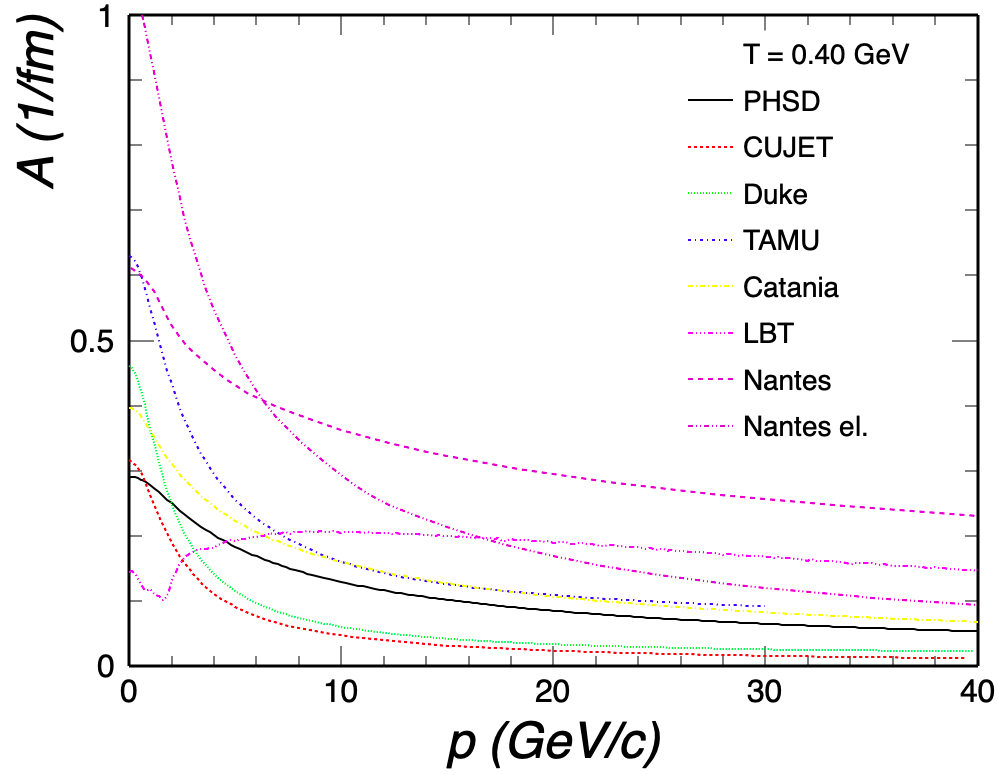 A (1/fm)
1
0.5
0
T = 0.40 GeV
PHSD
CUJET
Duke
TAMU
Catania
LBT
Nantes
Nantes el.
0 10 20 30 40
p (GeV/c)